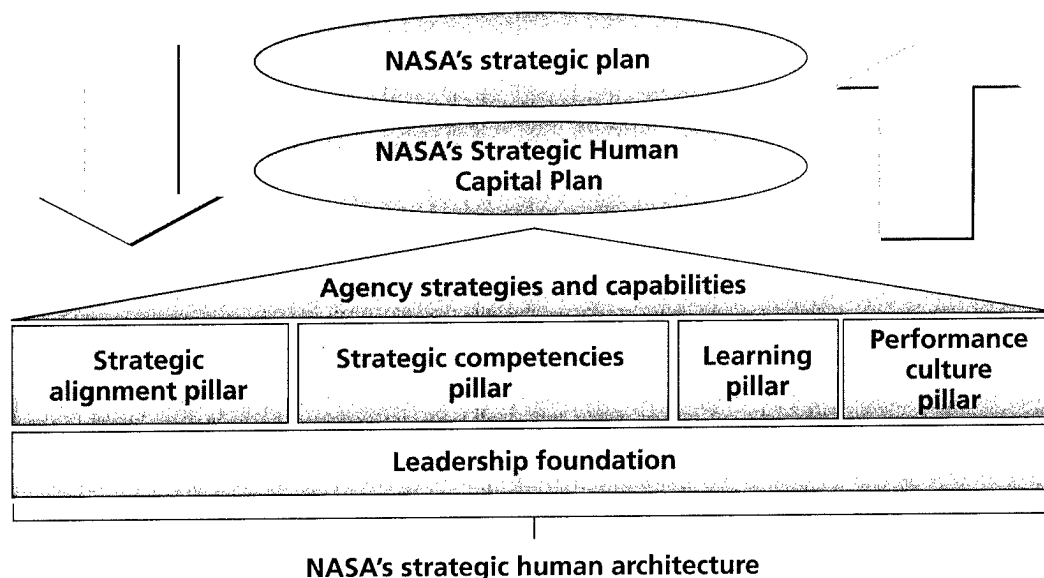 NASA's strategic plan
NASA's Strategic Human
Capital Plan
Agency strategies and capabilities
Strategic
alignment pillar
Strategic competencies
pillar
Learning
pillar
Performance
culture
pillar
Leadership foundation
NASA's strategic human architecture